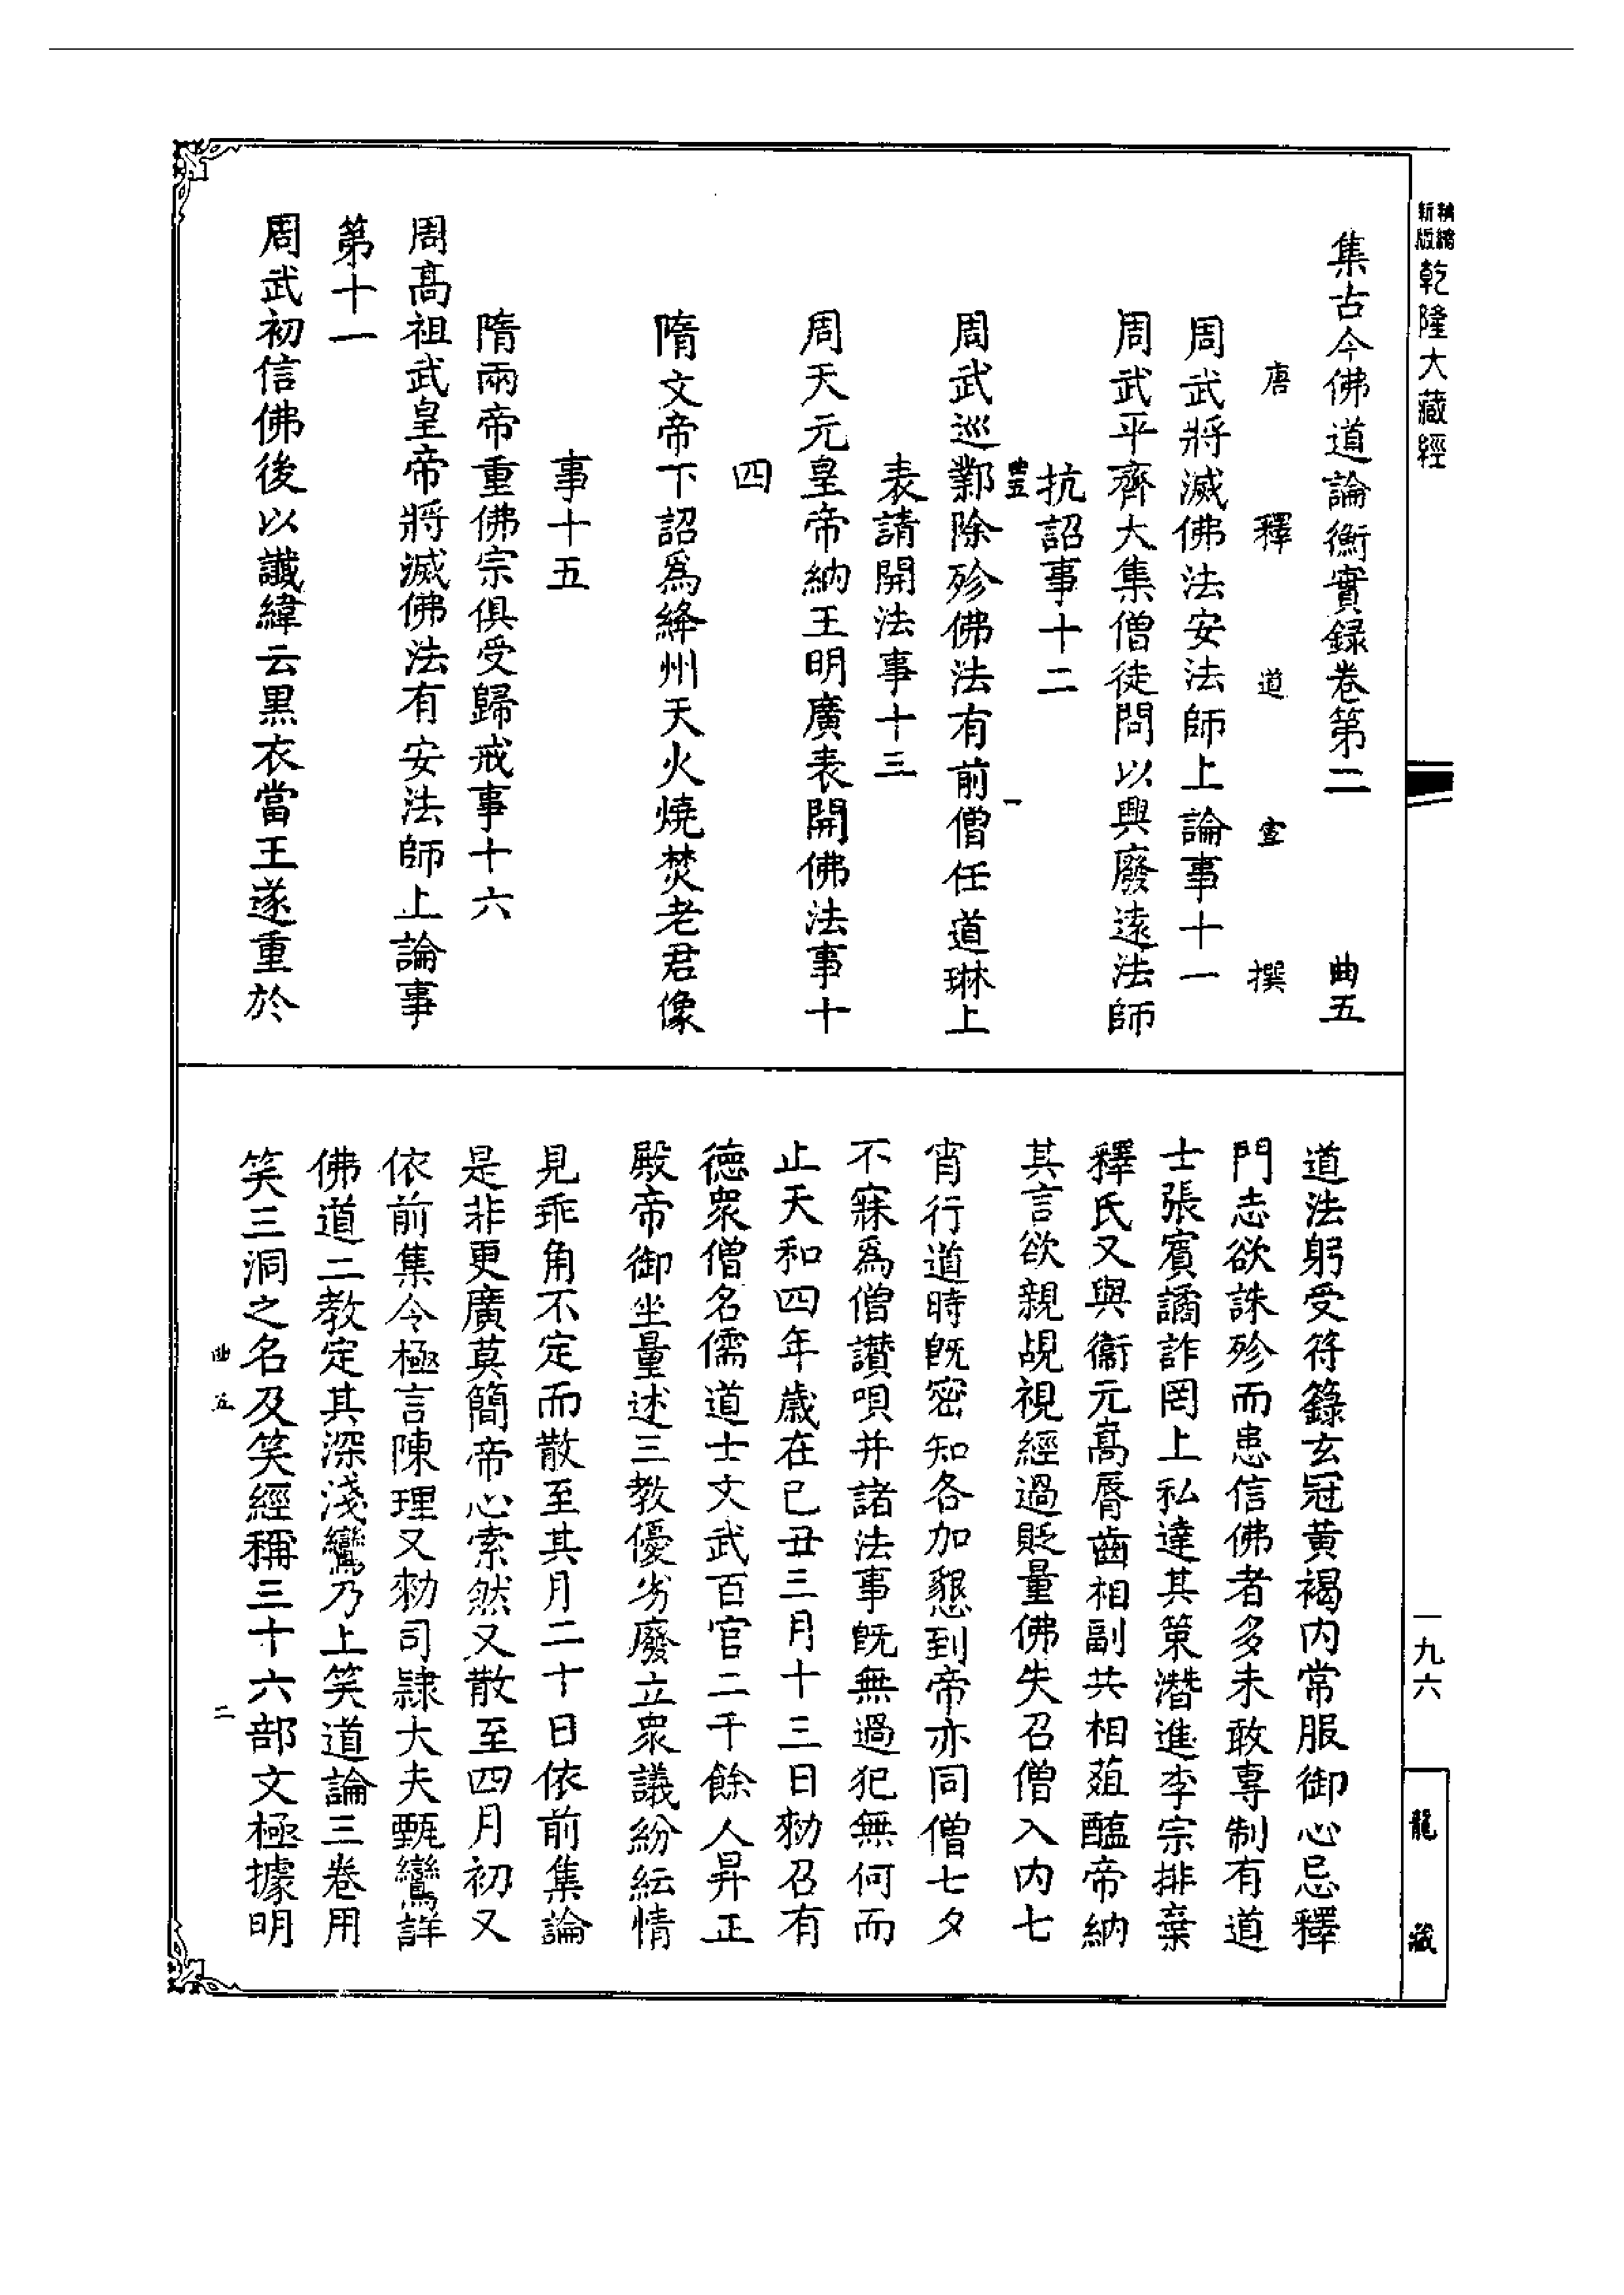 精縮新版乾隆大藏經
集古今佛道論衡實録卷第二 曲五
唐釋道宣撰
周武將滅佛法安法師上論事十一
周武平齊大集僧徒問以興廢遠法師
抗詔事十二
曲五 一
周武巡鄴除殄佛法有前僧任道琳上
表請開法事十三
周天元皇帝納王明廣表開佛法事十
四
隋文帝下詔爲絳州天火燒焚老君像
事十五
隋兩帝重佛宗俱受歸戒事十六
周髙祖武皇帝將滅佛法有安法師上論事
第十一
周武初信佛後以讖緯云黒衣當王遂重於
道法躬受符籙玄冠黄褐内常服御心忌釋
門志欲誅殄而患信佛者多未敢專制有道
士張賓譎詐罔上私達其策潛進李宗排棄
釋氏又與衞元髙脣齒相副共相葅醢帝納
其言欲親覘視經過貶量佛失召僧入内七
宵行道時旣密知各加懇到帝亦同僧七夕
不寐爲僧讃唄并諸法事旣無過犯無何而
止天和四年歲在已丑三月十三日勑召有
德衆僧名儒道士文武百官二千餘人昇正
殿帝御坐量述三教優劣廢立衆議紛紜情
見乖角不定而散至其月二十日依前集論
是非更廣莫簡帝心索然又散至四月初又
依前集令極言陳理又勑司隸大夫甄鸞詳
佛道二教定其深淺鸞乃上笑道論三卷用
笑三洞之名及笑經稱三十六部文極據明
曲五 二
一九六
龍藏